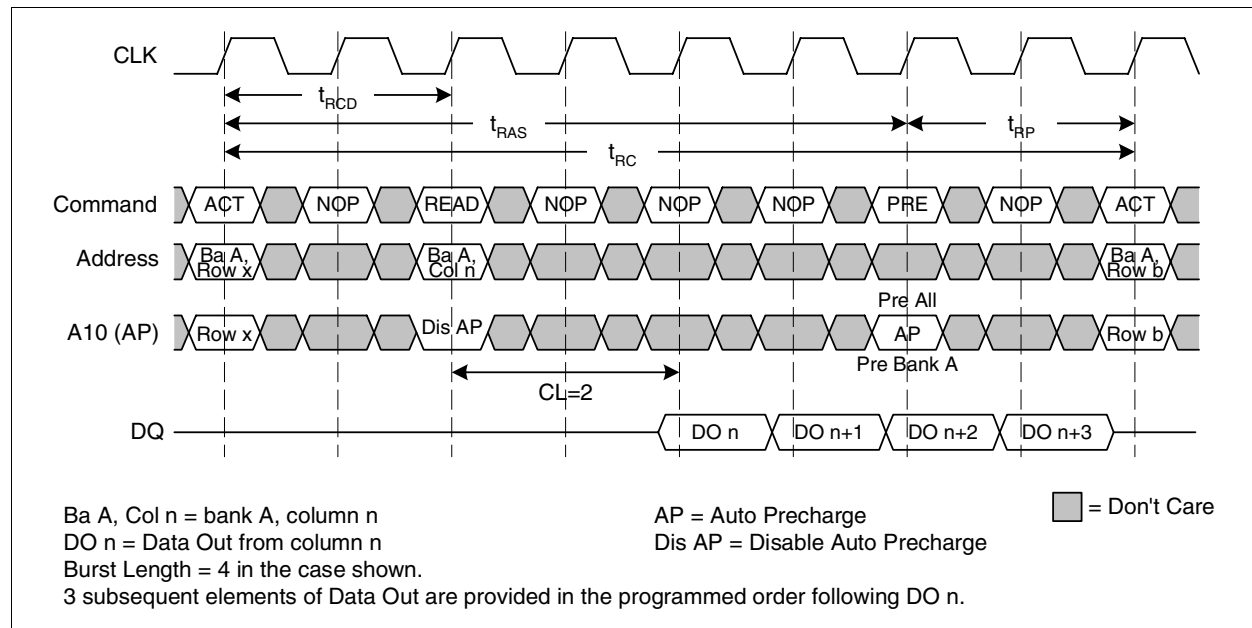 CLK
tRCD
tRAS
tRP
tRC
Command
ACT
NOP
READ
NOP
NOP
NOP
PRE
NOP
ACT
Address
Ba A,
Row x
Ba A,
Col n
Ba A,
Row b
Pre All
A10 (AP)
Row x
Dis AP
AP
Row b
Pre Bank A
CL=2
DQ
DO n
DO n+1
DO n+2
DO n+3
Ba A, Col n = bank A, column n
DO n = Data Out from column n
Burst Length = 4 in the case shown.
3 subsequent elements of Data Out are provided in the programmed order following DO n.
AP = Auto Precharge
Dis AP = Disable Auto Precharge
= Don't Care